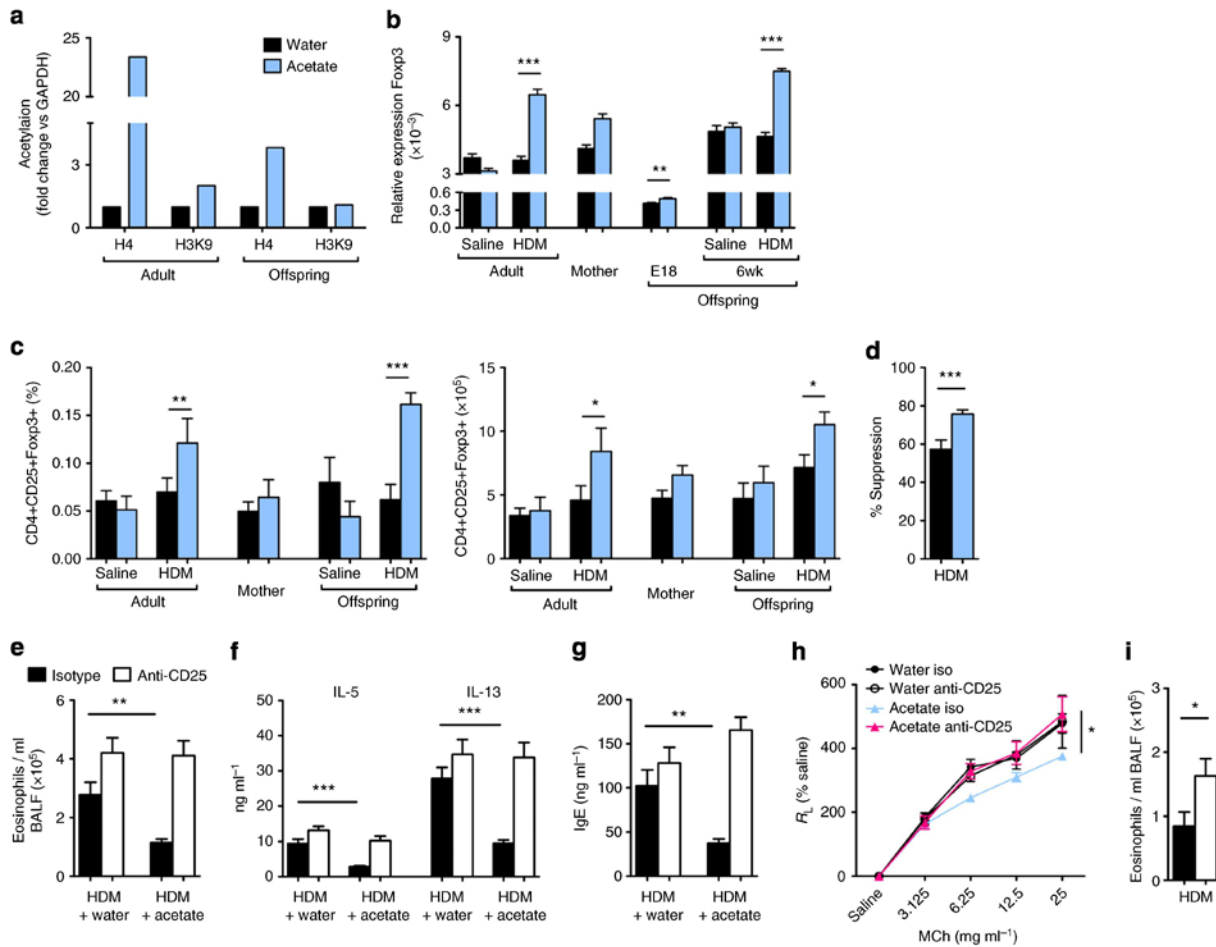 a
25
20
3
0
Acetylaion
(fold change vs GAPDH)
Water
Acetate
H4 H3K9 H4 H3K9
Adult Offspring
b
9
6
3
0.6
0.3
0.0
Relative expression Foxp3
(×10⁻³)
***
**
***
Saline HDM Mother E18 Saline HDM
Adult 6wk
Offspring
c
0.20
0.15
0.10
0.05
0.00
CD4+CD25+Foxp3+ (%)
**
***
Saline HDM Mother Saline HDM
Adult Offspring
15
10
5
0
CD4+CD25+Foxp3+ (×10⁵)
*
*
Saline HDM Mother Saline HDM
Adult Offspring
d
100
80
60
40
20
0
% Suppression
***
HDM
e
Isotype Anti-CD25
6
4
2
0
Eosinophils / ml
BALF (×10⁵)
**
HDM HDM
+ water + acetate
f
IL-5 IL-13
50
40
30
20
10
0
ng ml⁻¹
***
***
HDM HDM HDM HDM
+ water + acetate + water + acetate
g
200
150
100
50
0
IgE (ng ml⁻¹)
**
HDM HDM
+ water + acetate
h
Water iso
Water anti-CD25
Acetate iso
Acetate anti-CD25
600
400
200
0
R_L (% saline)
*
Saline 3.125 6.25 12.5 25
MCh (mg ml⁻¹)
i
3
2
1
0
Eosinophils / ml BALF (×10⁵)
*
HDM